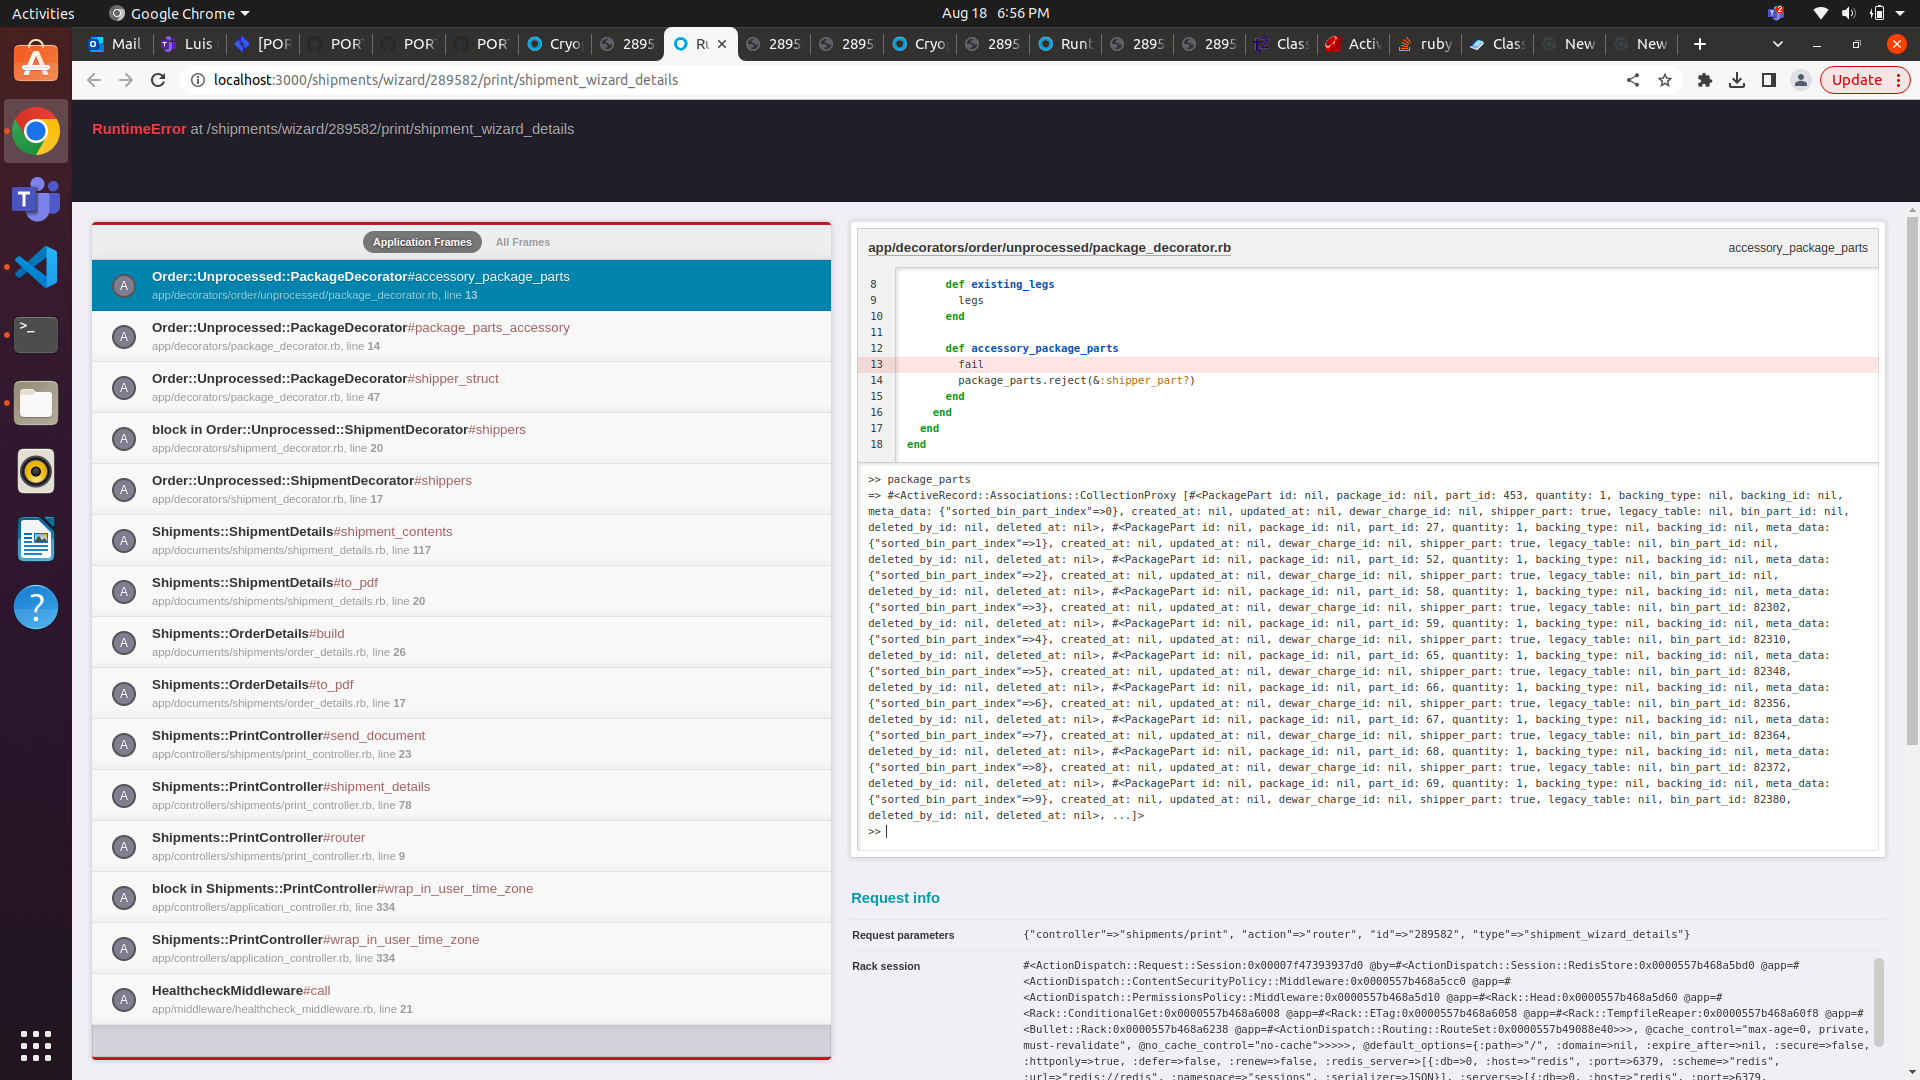 Activities
Google Chrome
Aug 18 6:56 PM
2
Mail
Luis
[POR
POR
POR
POR
Cryo
2895
Ru
2895
2895
Cryo
2895
Runt
2895
2895
Class
Activ
ruby
Class
New
New
localhost:3000/shipments/wizard/289582/print/shipment_wizard_details
Update
RuntimeError at /shipments/wizard/289582/print/shipment_wizard_details
Application Frames
All Frames
A
Order::Unprocessed::PackageDecorator#accessory_package_parts
app/decorators/order/unprocessed/package_decorator.rb, line 13
A
Order::Unprocessed::PackageDecorator#package_parts_accessory
app/decorators/package_decorator.rb, line 14
A
Order::Unprocessed::PackageDecorator#shipper_struct
app/decorators/package_decorator.rb, line 47
A
block in Order::Unprocessed::ShipmentDecorator#shippers
app/decorators/shipment_decorator.rb, line 20
A
Order::Unprocessed::ShipmentDecorator#shippers
app/decorators/shipment_decorator.rb, line 17
A
Shipments::ShipmentDetails#shipment_contents
app/documents/shipments/shipment_details.rb, line 117
A
Shipments::ShipmentDetails#to_pdf
app/documents/shipments/shipment_details.rb, line 20
A
Shipments::OrderDetails#build
app/documents/shipments/order_details.rb, line 26
A
Shipments::OrderDetails#to_pdf
app/documents/shipments/order_details.rb, line 17
A
Shipments::PrintController#send_document
app/controllers/shipments/print_controller.rb, line 23
A
Shipments::PrintController#shipment_details
app/controllers/shipments/print_controller.rb, line 78
A
Shipments::PrintController#router
app/controllers/shipments/print_controller.rb, line 9
A
block in Shipments::PrintController#wrap_in_user_time_zone
app/controllers/application_controller.rb, line 334
A
Shipments::PrintController#wrap_in_user_time_zone
app/controllers/application_controller.rb, line 334
A
HealthcheckMiddleware#call
app/middleware/healthcheck_middleware.rb, line 21
app/decorators/order/unprocessed/package_decorator.rb
accessory_package_parts
8 def existing_legs
9 legs
10 end
11
12 def accessory_package_parts
13 fail
14 package_parts.reject(&:shipper_part?)
15 end
16 end
17 end
18 end
>> package_parts
=> #<ActiveRecord::Associations::CollectionProxy [#<PackagePart id: nil, package_id: nil, part_id: 453, quantity: 1, backing_type: nil, backing_id: nil,
meta_data: {"sorted_bin_part_index"=>0}, created_at: nil, updated_at: nil, dewar_charge_id: nil, shipper_part: true, legacy_table: nil, bin_part_id: nil,
deleted_by_id: nil, deleted_at: nil>, #<PackagePart id: nil, package_id: nil, part_id: 27, quantity: 1, backing_type: nil, backing_id: nil, meta_data:
{"sorted_bin_part_index"=>1}, created_at: nil, updated_at: nil, dewar_charge_id: nil, shipper_part: true, legacy_table: nil, bin_part_id: nil,
deleted_by_id: nil, deleted_at: nil>, #<PackagePart id: nil, package_id: nil, part_id: 52, quantity: 1, backing_type: nil, backing_id: nil, meta_data:
{"sorted_bin_part_index"=>2}, created_at: nil, updated_at: nil, dewar_charge_id: nil, shipper_part: true, legacy_table: nil, bin_part_id: nil,
deleted_by_id: nil, deleted_at: nil>, #<PackagePart id: nil, package_id: nil, part_id: 58, quantity: 1, backing_type: nil, backing_id: nil, meta_data:
{"sorted_bin_part_index"=>3}, created_at: nil, updated_at: nil, dewar_charge_id: nil, shipper_part: true, legacy_table: nil, bin_part_id: 82302,
deleted_by_id: nil, deleted_at: nil>, #<PackagePart id: nil, package_id: nil, part_id: 59, quantity: 1, backing_type: nil, backing_id: nil, meta_data:
{"sorted_bin_part_index"=>4}, created_at: nil, updated_at: nil, dewar_charge_id: nil, shipper_part: true, legacy_table: nil, bin_part_id: 82310,
deleted_by_id: nil, deleted_at: nil>, #<PackagePart id: nil, package_id: nil, part_id: 65, quantity: 1, backing_type: nil, backing_id: nil, meta_data:
{"sorted_bin_part_index"=>5}, created_at: nil, updated_at: nil, dewar_charge_id: nil, shipper_part: true, legacy_table: nil, bin_part_id: 82348,
deleted_by_id: nil, deleted_at: nil>, #<PackagePart id: nil, package_id: nil, part_id: 66, quantity: 1, backing_type: nil, backing_id: nil, meta_data:
{"sorted_bin_part_index"=>6}, created_at: nil, updated_at: nil, dewar_charge_id: nil, shipper_part: true, legacy_table: nil, bin_part_id: 82356,
deleted_by_id: nil, deleted_at: nil>, #<PackagePart id: nil, package_id: nil, part_id: 67, quantity: 1, backing_type: nil, backing_id: nil, meta_data:
{"sorted_bin_part_index"=>7}, created_at: nil, updated_at: nil, dewar_charge_id: nil, shipper_part: true, legacy_table: nil, bin_part_id: 82364,
deleted_by_id: nil, deleted_at: nil>, #<PackagePart id: nil, package_id: nil, part_id: 68, quantity: 1, backing_type: nil, backing_id: nil, meta_data:
{"sorted_bin_part_index"=>8}, created_at: nil, updated_at: nil, dewar_charge_id: nil, shipper_part: true, legacy_table: nil, bin_part_id: 82372,
deleted_by_id: nil, deleted_at: nil>, #<PackagePart id: nil, package_id: nil, part_id: 69, quantity: 1, backing_type: nil, backing_id: nil, meta_data:
{"sorted_bin_part_index"=>9}, created_at: nil, updated_at: nil, dewar_charge_id: nil, shipper_part: true, legacy_table: nil, bin_part_id: 82380,
deleted_by_id: nil, deleted_at: nil>, ...]>
>>
Request info
Request parameters {"controller"=>"shipments/print", "action"=>"router", "id"=>"289582", "type"=>"shipment_wizard_details"}
Rack session #<ActionDispatch::Request::Session:0x00007f47393937d0 @by=#<ActionDispatch::Session::RedisStore:0x0000557b468a5bd0 @app=#
<ActionDispatch::ContentSecurityPolicy::Middleware:0x0000557b468a5cc0 @app=#
<ActionDispatch::PermissionsPolicy::Middleware:0x0000557b468a5d10 @app=#<Rack::Head:0x0000557b468a5d60 @app=#
<Rack::ConditionalGet:0x0000557b468a6008 @app=#<Rack::ETag:0x0000557b468a6058 @app=#<Rack::TempfileReaper:0x0000557b468a60f8 @app=#
<Bullet::Rack:0x0000557b468a6238 @app=#<ActionDispatch::Routing::RouteSet:0x0000557b49088e40>>>, @cache_control="max-age=0, private,
must-revalidate", @no_cache_control="no-cache">>>>>, @default_options={:path=>"/", :domain=>nil, :expire_after=>nil, :secure=>false,
:httponly=>true, :defer=>false, :renew=>false, :redis_server=>[{:db=>0, :host=>"redis", :port=>6379, :scheme=>"redis",
:url=>"redis://redis", :namespace=>"sessions", :serializer=>JSON}], :servers=>[{:db=>0, :host=>"redis", :port=>6379,